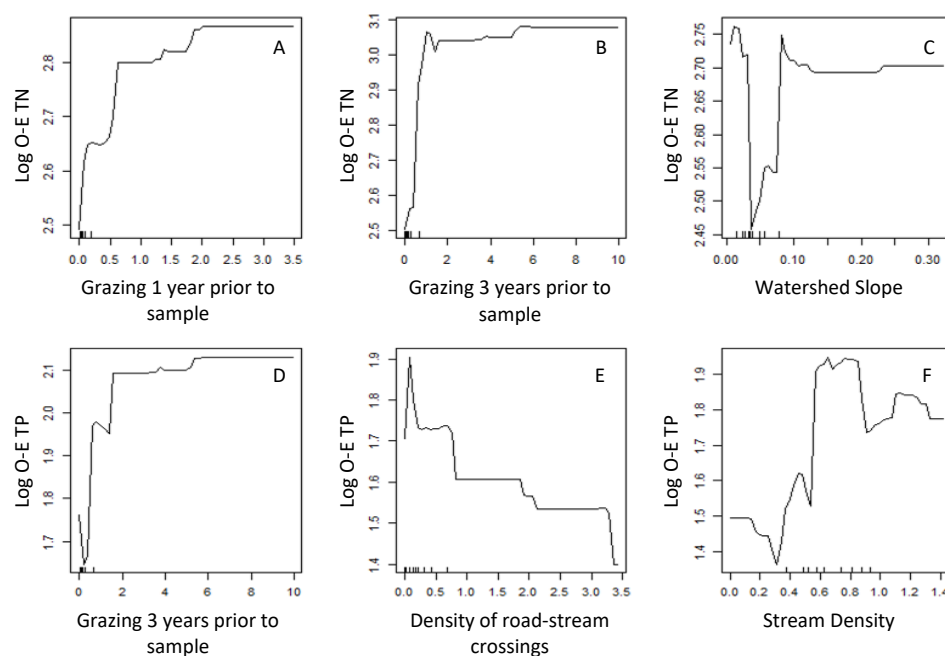 A
Log O-E TN
2.5 2.6 2.7 2.8
0.0 0.5 1.0 1.5 2.0 2.5 3.0 3.5
Grazing 1 year prior to
sample
B
Log O-E TN
2.5 2.6 2.7 2.8 2.9 3.0 3.1
0 2 4 6 8 10
Grazing 3 years prior to
sample
C
Log O-E TN
2.45 2.50 2.55 2.60 2.65 2.70 2.75
0.00 0.10 0.20 0.30
Watershed Slope
D
Log O-E TP
1.7 1.8 1.9 2.0 2.1
0 2 4 6 8 10
Grazing 3 years prior to
sample
E
Log O-E TP
1.4 1.5 1.6 1.7 1.8 1.9
0.0 0.5 1.0 1.5 2.0 2.5 3.0 3.5
Density of road-stream
crossings
F
Log O-E TP
1.4 1.5 1.6 1.7 1.8 1.9
0.0 0.2 0.4 0.6 0.8 1.0 1.2 1.4
Stream Density